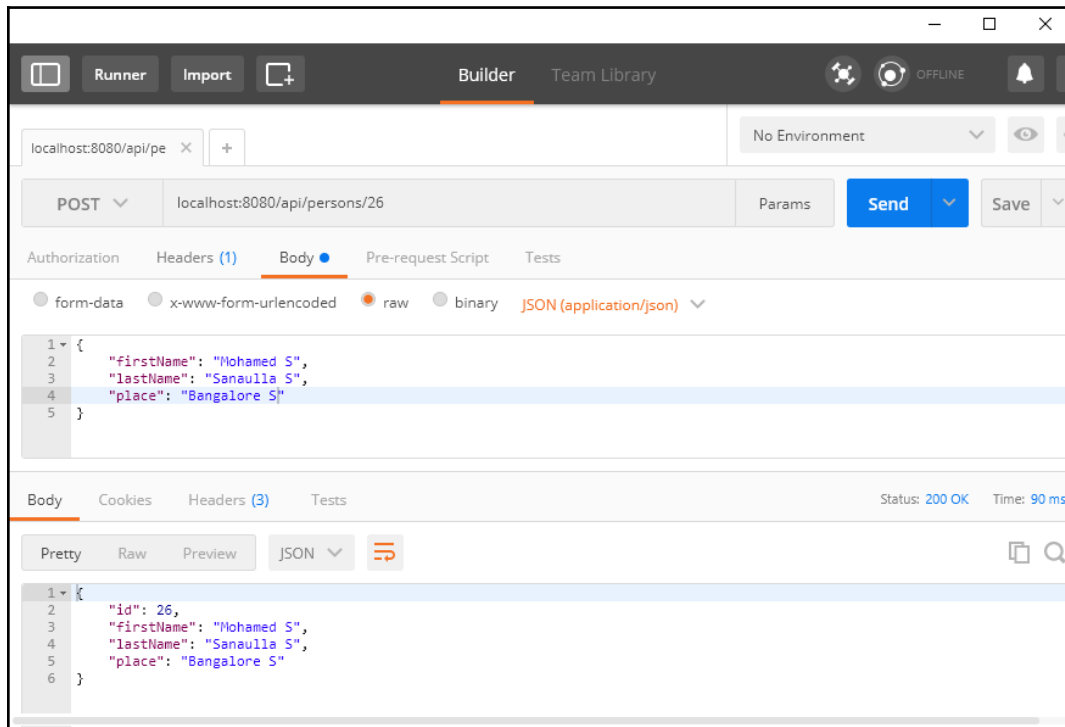 Runner Import Builder Team Library OFFLINE
localhost:8080/api/pe × + No Environment
POST localhost:8080/api/persons/26 Params Send Save
Authorization Headers (1) Body Pre-request Script Tests
form-data x-www-form-urlencoded raw binary JSON (application/json)
1 {
2 "firstName": "Mohamed S",
3 "lastName": "Sanaulla S",
4 "place": "Bangalore S"
5 }
Body Cookies Headers (3) Tests Status: 200 OK Time: 90 ms
Pretty Raw Preview JSON
1 {
2 "id": 26,
3 "firstName": "Mohamed S",
4 "lastName": "Sanaulla S",
5 "place": "Bangalore S"
6 }